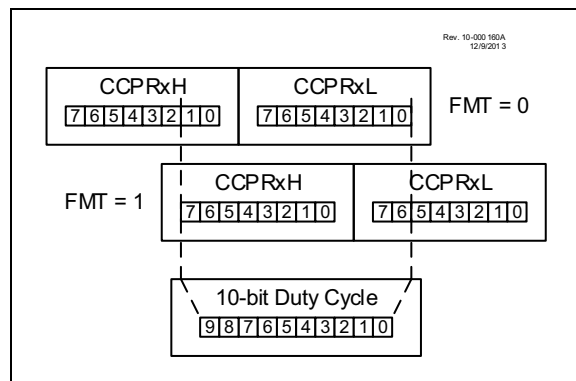 Rev. 10-000 160A
12/9/201 3
CCPRxH
CCPRxL
7 6 5 4 3 2 1 0
7 6 5 4 3 2 1 0
FMT = 0
FMT = 1
CCPRxH
CCPRxL
7 6 5 4 3 2 1 0
7 6 5 4 3 2 1 0
10-bit Duty Cycle
9 8 7 6 5 4 3 2 1 0